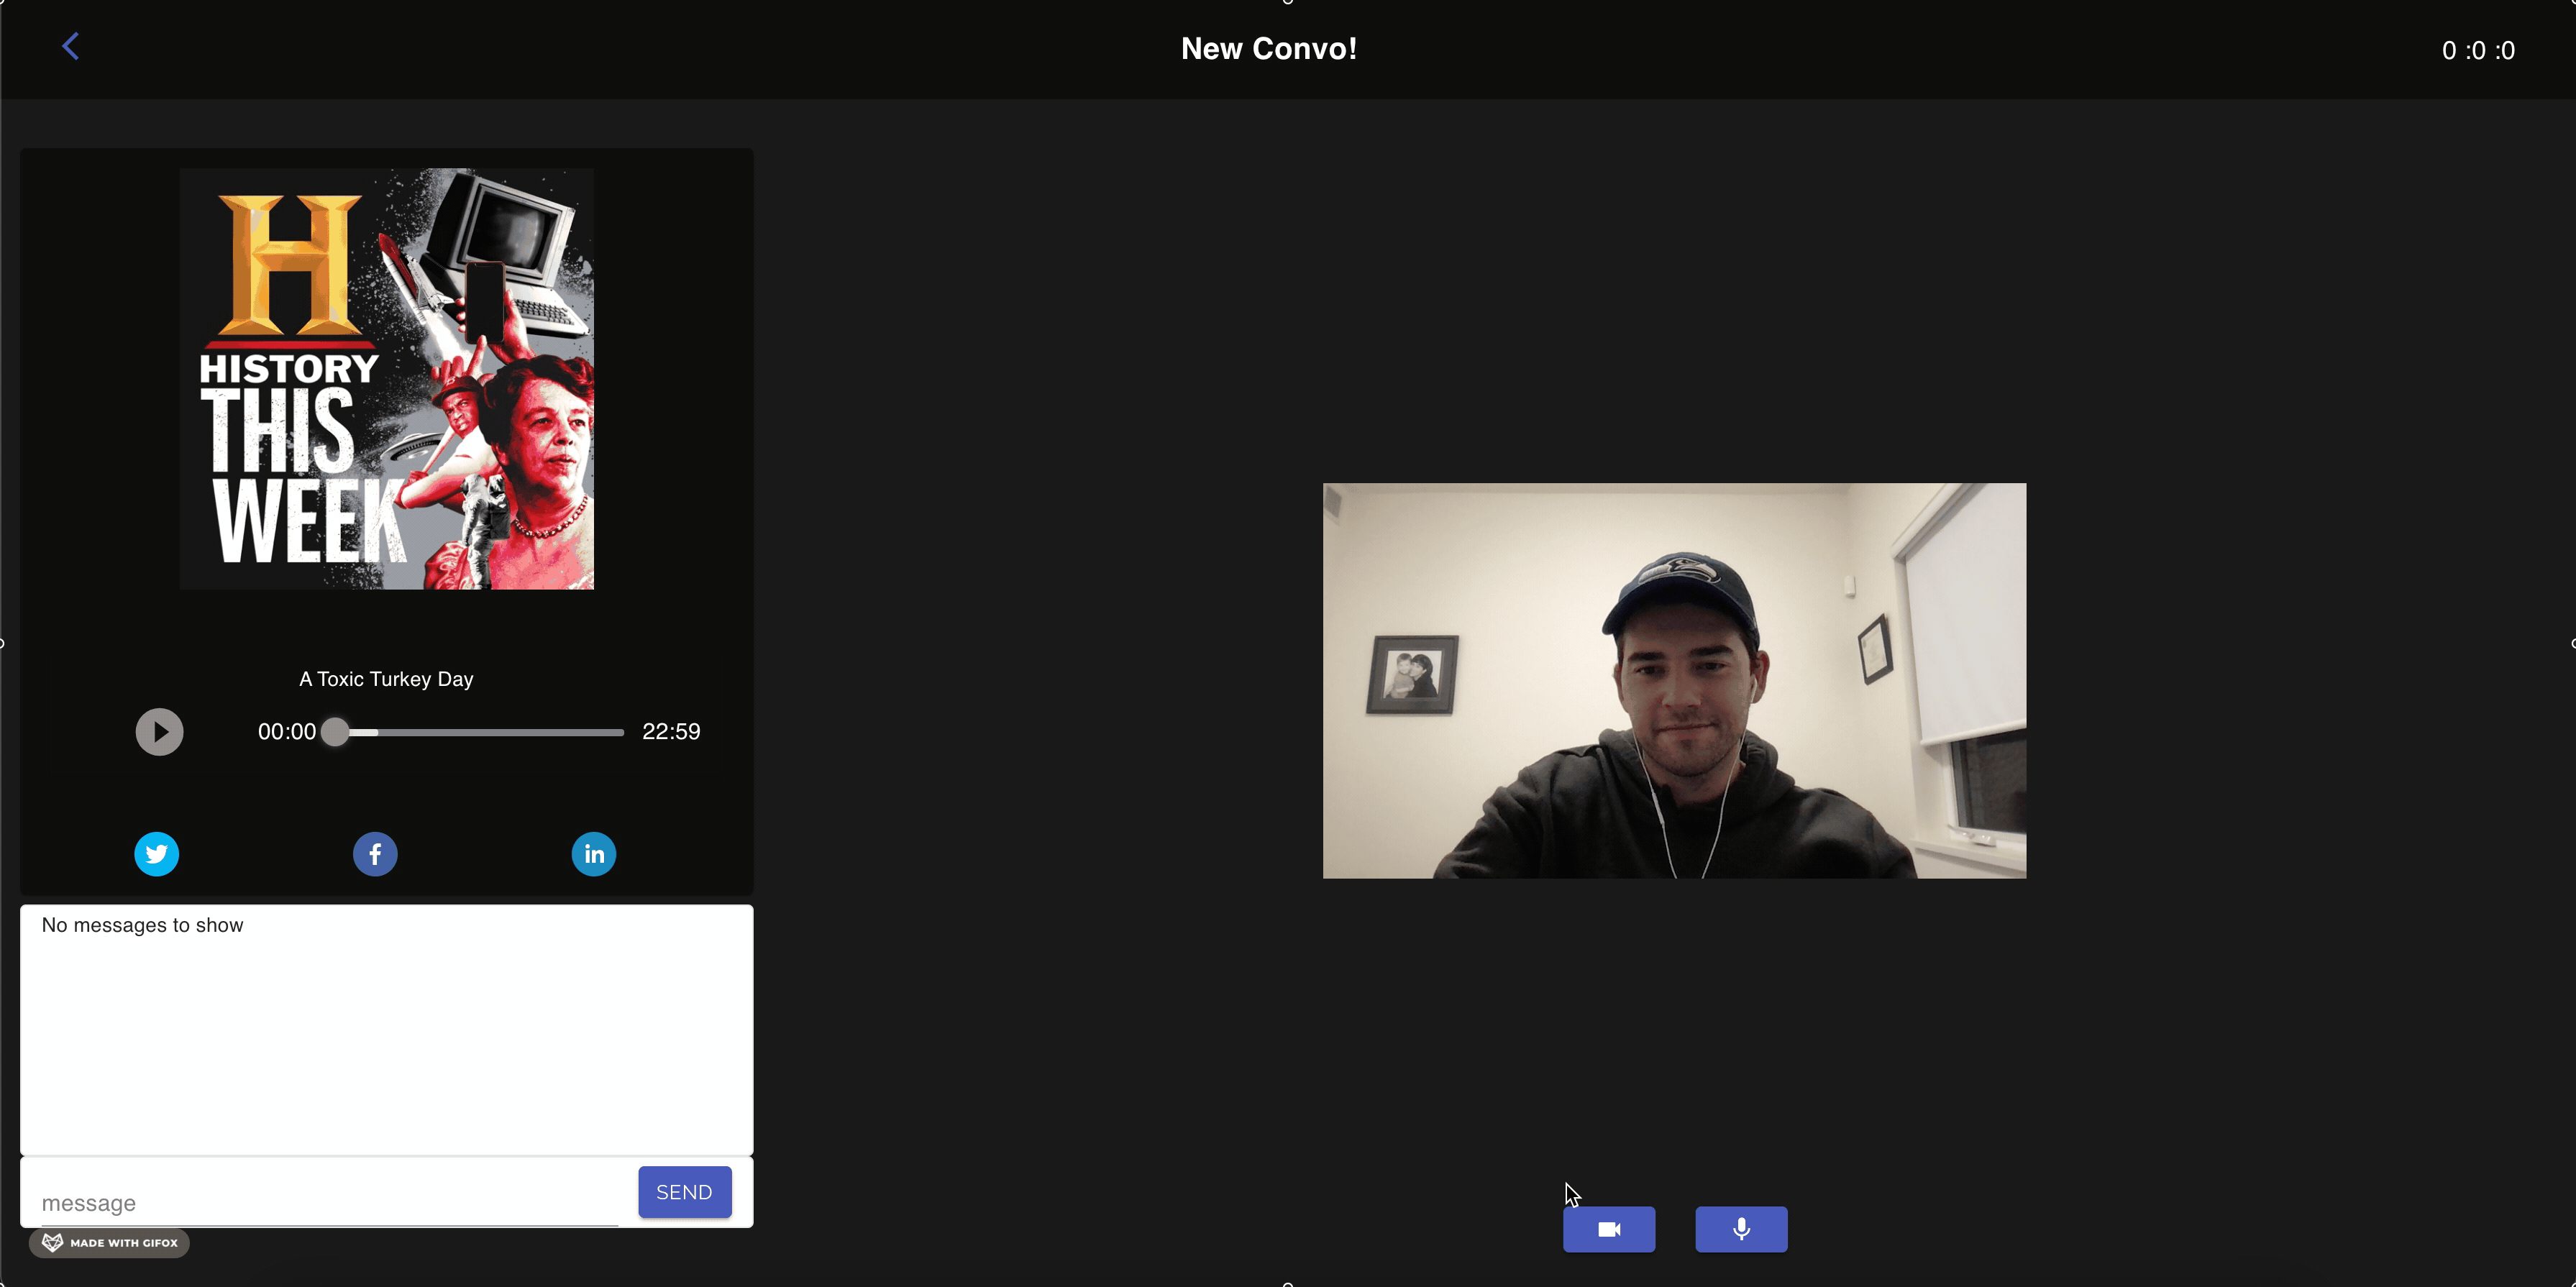 New Convo!
0 :0 :0
H
HISTORY
THIS
WEEK
A Toxic Turkey Day
00:00
22:59
f
in
No messages to show
message
SEND
MADE WITH GIFOX